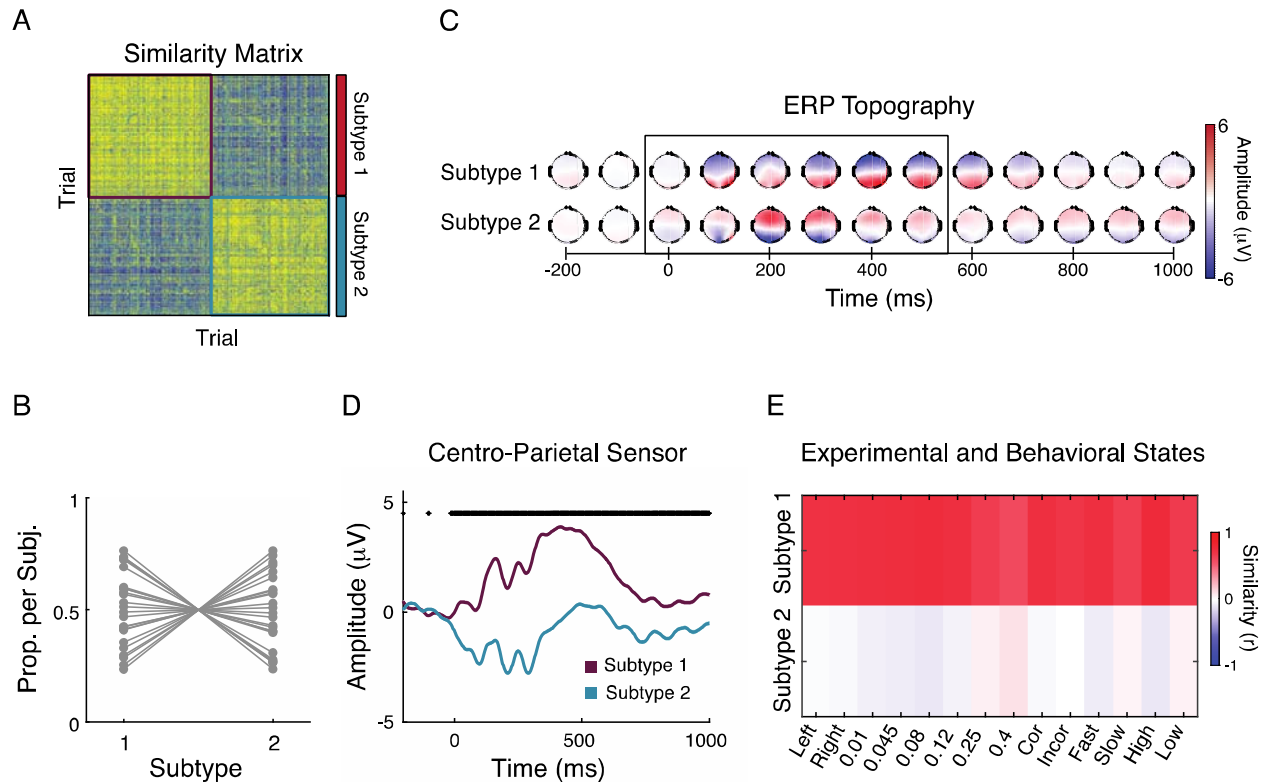 A
Similarity Matrix
Trial
Trial
Subtype 1
Subtype 2
C
ERP Topography
Subtype 1
Subtype 2
-200
0
200
400
600
800
1000
Time (ms)
6
-6
Amplitude (μV)
B
1
0.5
0
Prop. per Subj.
1
2
Subtype
D
Centro-Parietal Sensor
5
0
-5
Amplitude (μV)
Subtype 1
Subtype 2
0
500
1000
Time (ms)
E
Experimental and Behavioral States
Subtype 1
Subtype 2
Left
Right
0.01
0.045
0.08
0.12
0.25
0.4
Cor
Incor
Fast
Slow
High
Low
1
0
-1
Similarity (r)